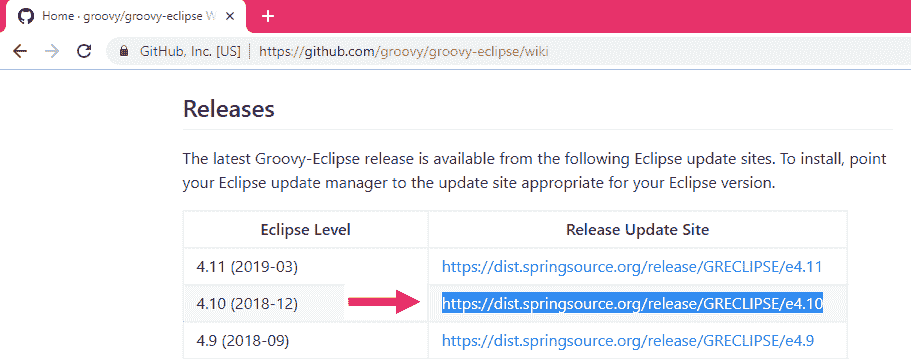 Home · groovy/groovy-eclipse W
GitHub, Inc. [US] | https://github.com/groovy/groovy-eclipse/wiki
Releases
The latest Groovy-Eclipse release is available from the following Eclipse update sites. To install, point
your Eclipse update manager to the update site appropriate for your Eclipse version.
Eclipse Level Release Update Site
4.11 (2019-03) https://dist.springsource.org/release/GRECLIPSE/e4.11
4.10 (2018-12) https://dist.springsource.org/release/GRECLIPSE/e4.10
4.9 (2018-09) https://dist.springsource.org/release/GRECLIPSE/e4.9